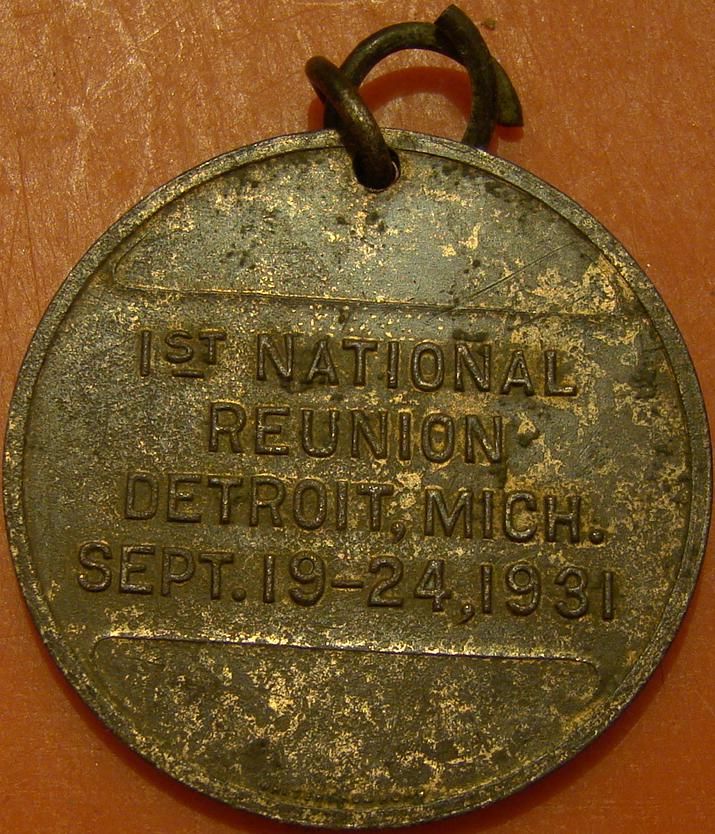 1ST NATIONAL
REUNION
DETROIT, MICH.
SEPT. 19-24, 1931